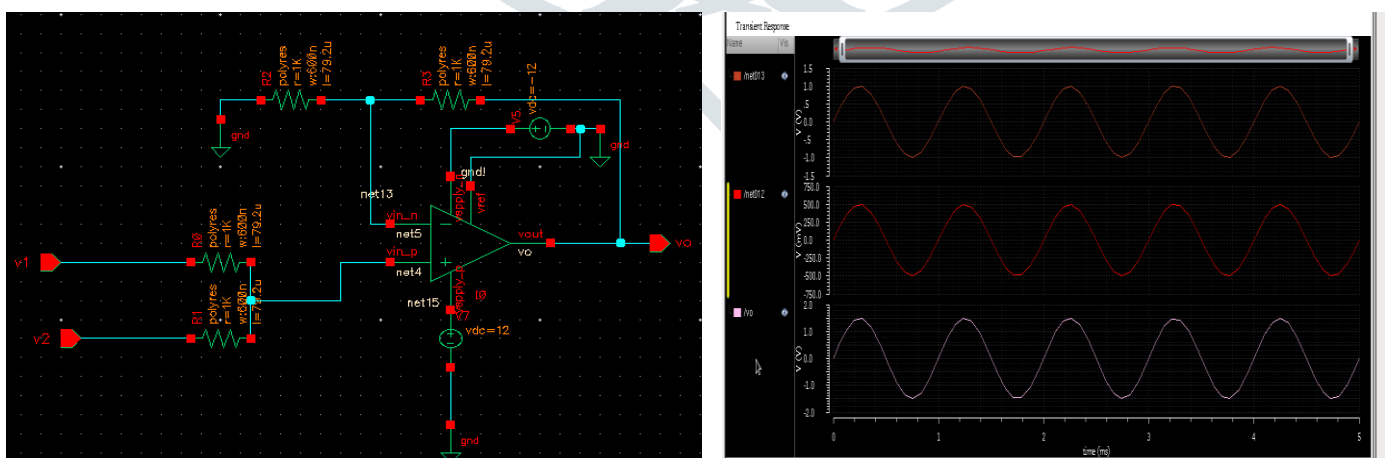 R2
polyres
r=1K
w:600n
l=79.2u
R3
polyres
r=1K
w:600n
l=79.2u
vdc=-12
V5
gnd
gnd
gnd!
net13
vsupply_n
vref
vin_n
net5
vin_p
net4
vout
vo
vo
v1
R0
polyres
r=1K
w:600n
l=79.2u
v2
R1
polyres
r=1K
w:600n
l=79.2u
net15
I0
V7
vdc=12
gnd
Transient Response
Name
Vis
/net013
1.5
1.0
.5
0.0
-.5
-1.0
-1.5
V (V)
/net012
750.0
500.0
250.0
0.0
-250.0
-500.0
-750.0
V (mV)
/vo
2.0
1.0
0.0
-1.0
-2.0
V (V)
0 1 2 3 4 5
time (ms)